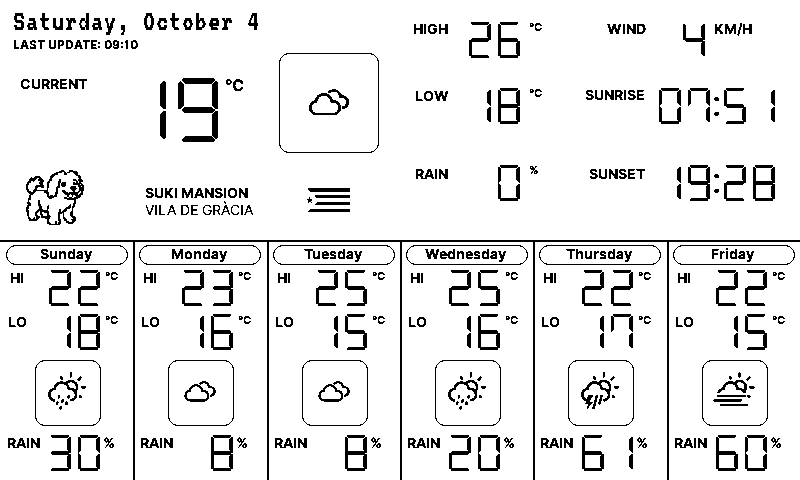 Saturday, October 4
LAST UPDATE: 09:10
CURRENT 19 °C
SUKI MANSION
VILA DE GRÀCIA
HIGH 26 °C
LOW 18 °C
RAIN 0 %
WIND 4 KM/H
SUNRISE 07:51
SUNSET 19:28
Sunday
HI 22 °C
LO 18 °C
RAIN 30 %
Monday
HI 23 °C
LO 16 °C
RAIN 8 %
Tuesday
HI 25 °C
LO 15 °C
RAIN 8 %
Wednesday
HI 25 °C
LO 16 °C
RAIN 20 %
Thursday
HI 22 °C
LO 17 °C
RAIN 61 %
Friday
HI 22 °C
LO 15 °C
RAIN 60 %